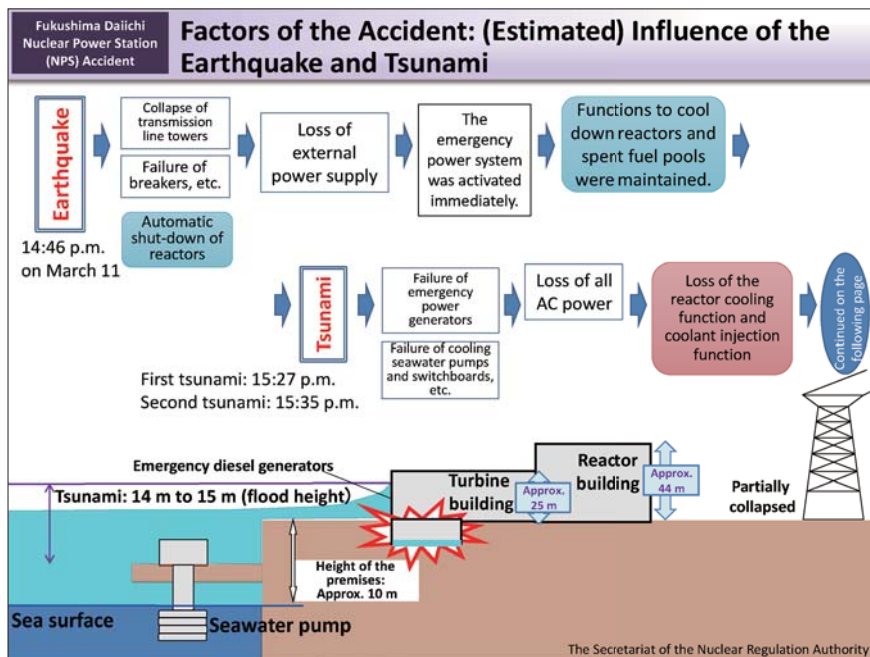 Fukushima Daiichi
Nuclear Power Station
(NPS) Accident
Factors of the Accident: (Estimated) Influence of the
Earthquake and Tsunami
Earthquake
14:46 p.m.
on March 11
Collapse of
transmission
line towers
Failure of
breakers, etc.
Automatic
shut-down of
reactors
Loss of
external
power supply
The
emergency
power system
was activated
immediately.
Functions to cool
down reactors and
spent fuel pools
were maintained.
Tsunami
First tsunami: 15:27 p.m.
Second tsunami: 15:35 p.m.
Failure of
emergency
power
generators
Failure of cooling
seawater pumps
and switchboards,
etc.
Loss of all
AC power
Loss of the
reactor cooling
function and
coolant injection
function
Continued on the
following page
Emergency diesel generators
Tsunami: 14 m to 15 m (flood height)
Turbine
building
Approx.
25 m
Reactor
building
Approx.
44 m
Partially
collapsed
Height of the
premises:
Approx. 10 m
Sea surface
Seawater pump
The Secretariat of the Nuclear Regulation Authority